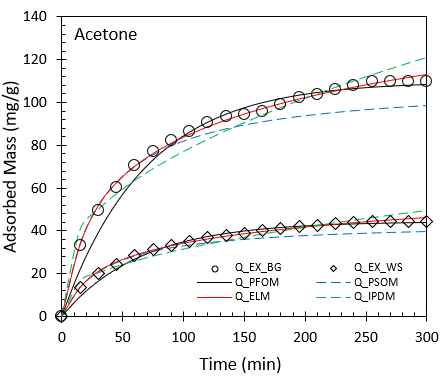 140
120
100
80
60
40
20
0
Adsorbed Mass (mg/g)
Acetone
Q_EX_BG
Q_EX_WS
Q_PFOM
Q_PSOM
Q_ELM
Q_IPDM
0 50 100 150 200 250 300
Time (min)